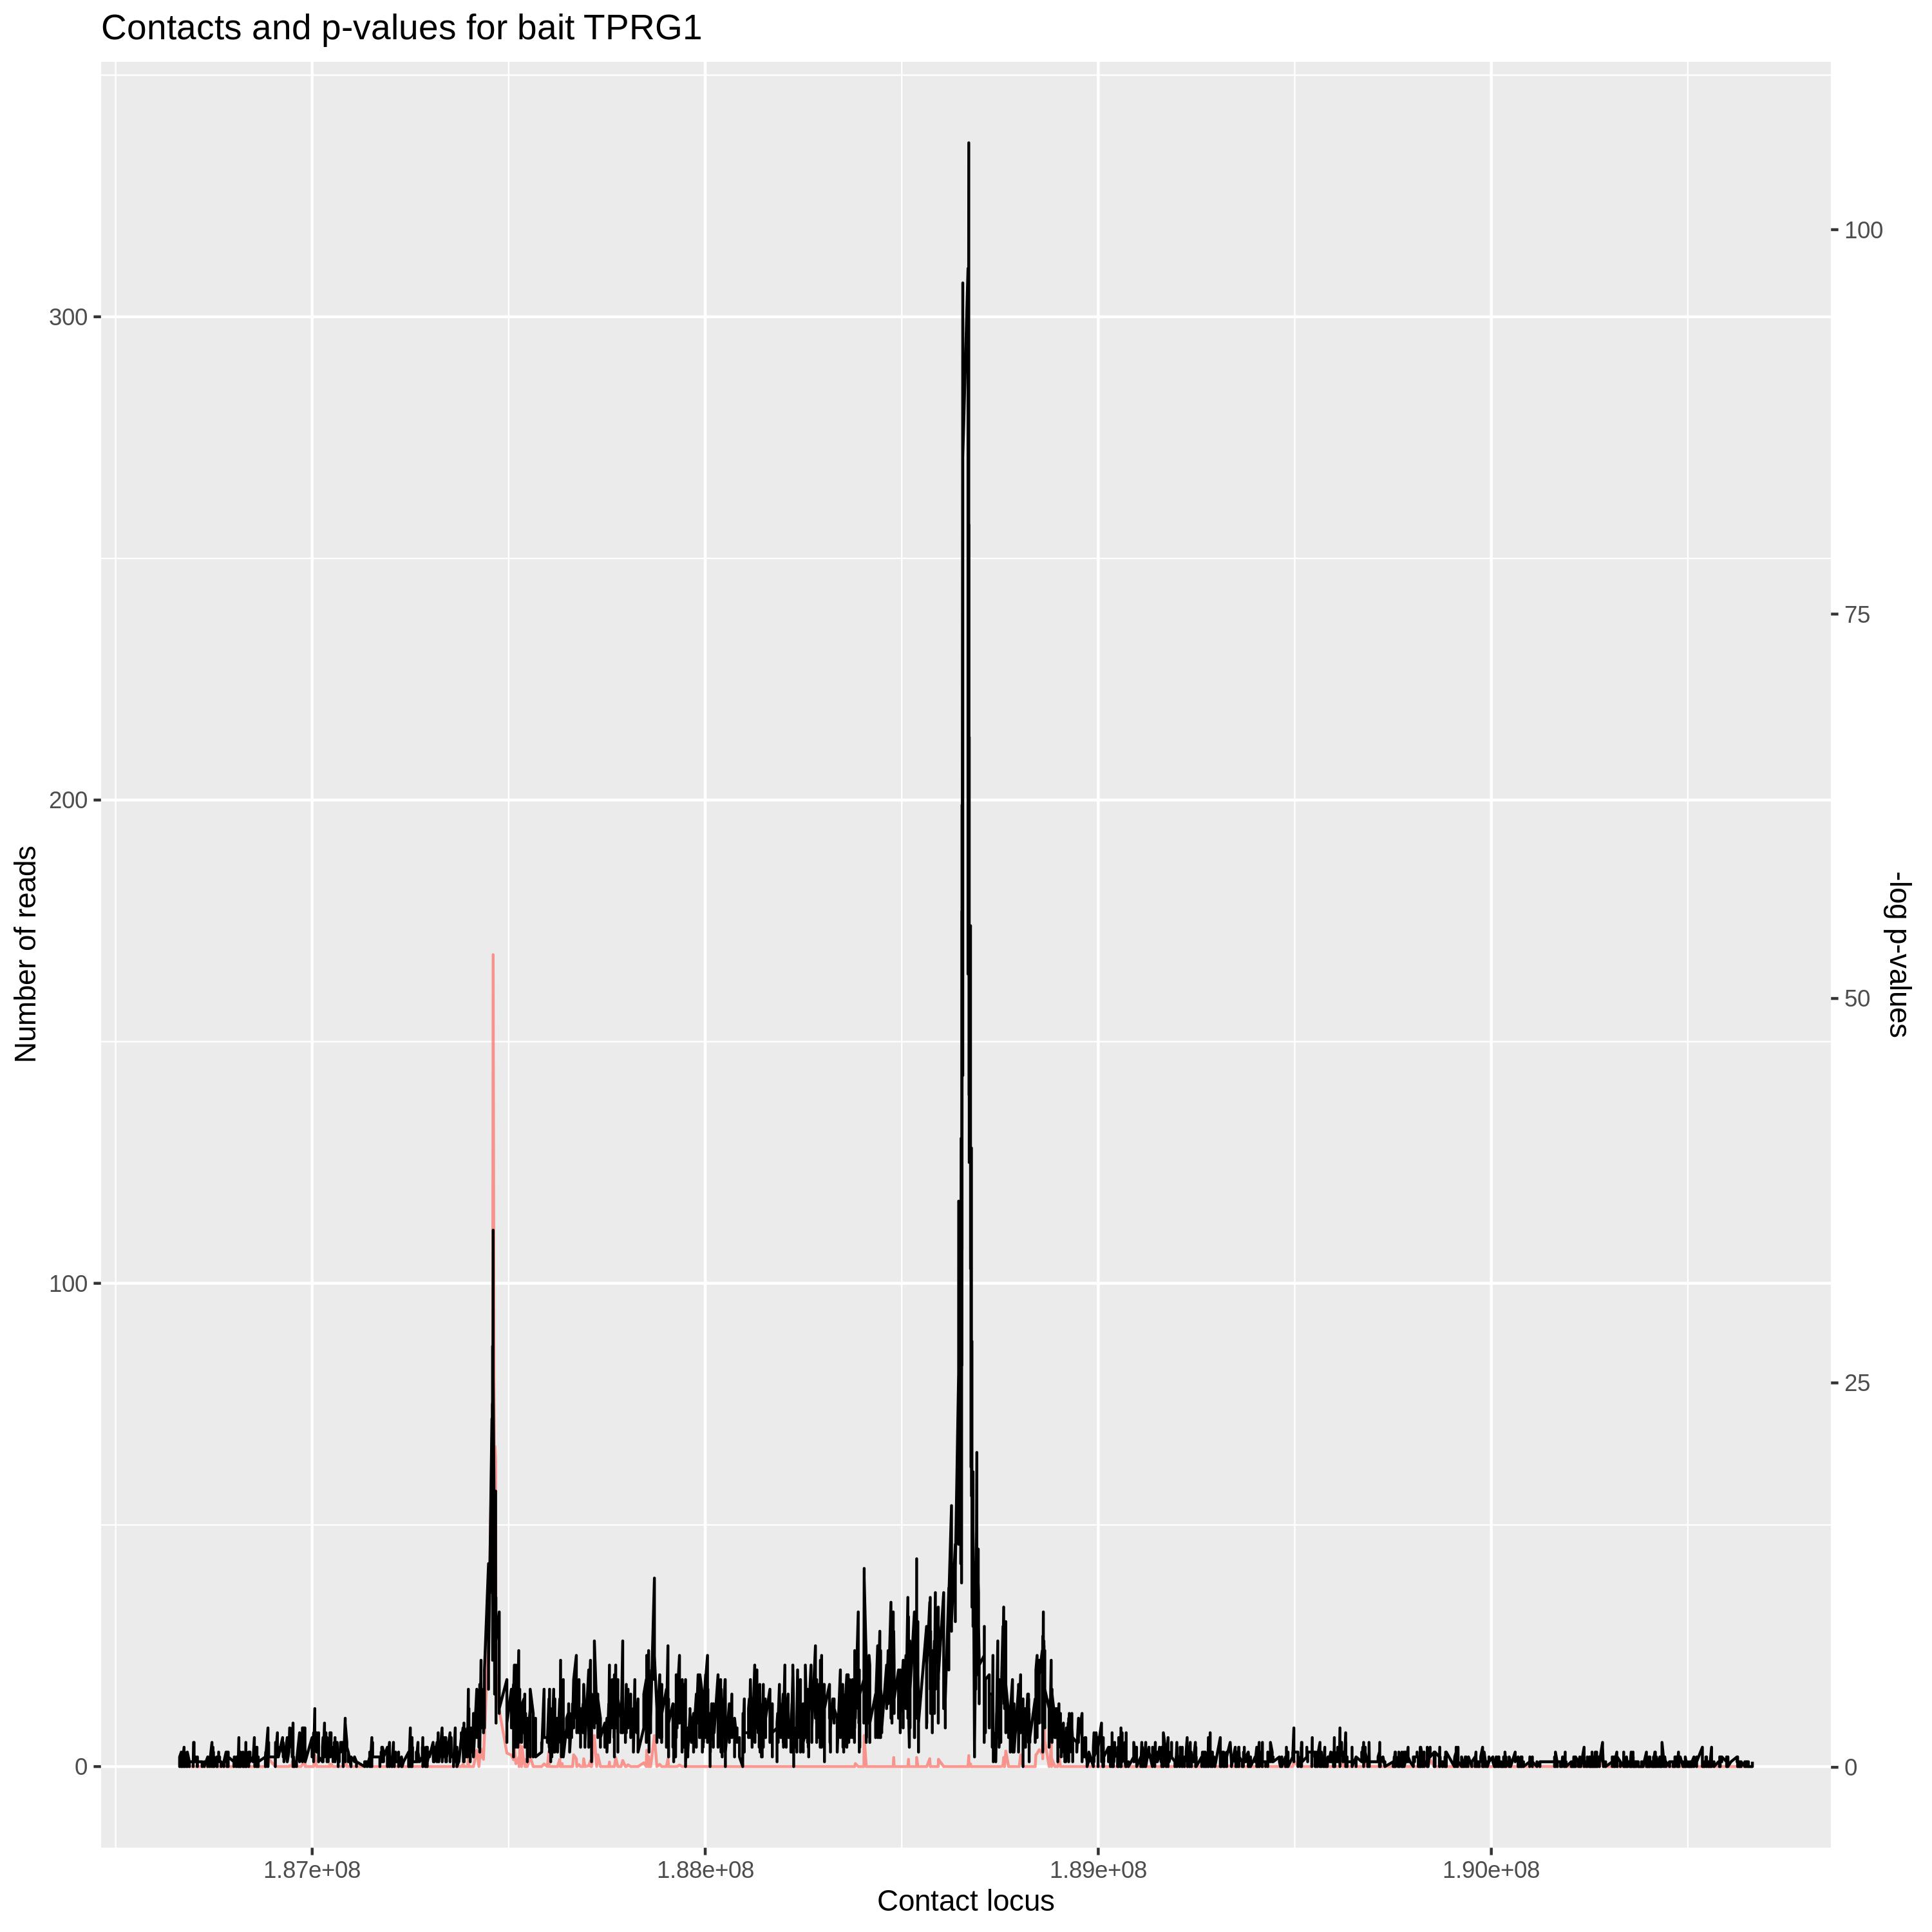 Contacts and p-values for bait TPRG1
300
200
100
0
Number of reads
100
75
50
25
0
-log p-values
1.87e+08
1.88e+08
1.89e+08
1.90e+08
Contact locus